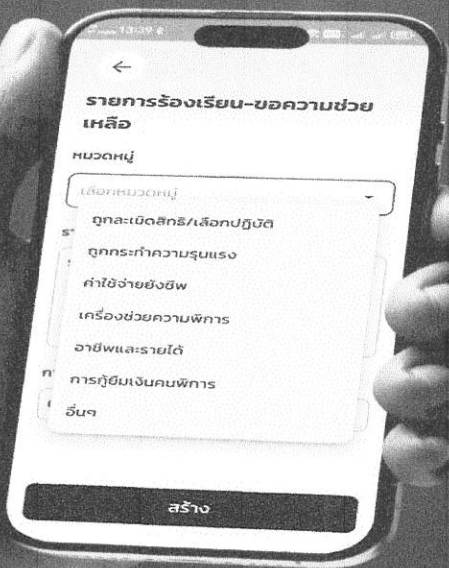 13:39
รายการร้องเรียน-ขอความช่วย
เหลือ
หมวดหมู่
เลือกหมวดหมู่
ถูกละเมิดสิทธิ/เลือกปฏิบัติ
ถูกกระทำความรุนแรง
ค่าใช้จ่ายยังชีพ
เครื่องช่วยความพิการ
อาชีพและรายได้
การกู้ยืมเงินคนพิการ
อื่นๆ
สร้าง